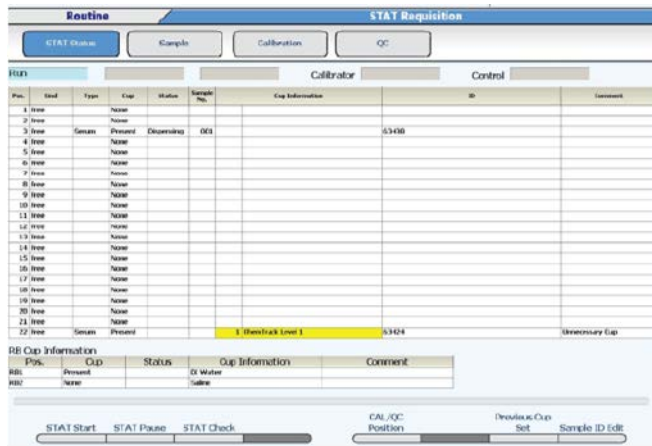 Routine STAT Requisition
STAT Status Sample Calibration QC
Run Calibrator Control
Pos. Kind Type Cup Status Sample No. Cup Information ID Comment
1 free None
2 free None
3 free Serum Present Dispensing 001 63430
4 free None
5 free None
6 free None
7 free None
8 free None
9 free None
10 free None
11 free None
12 free None
13 free None
14 free None
15 free None
16 free None
17 free None
18 free None
19 free None
20 free None
21 free None
22 free Serum Present 1 ChemTrack Level 1 63424 Unnecessary Cup
RB Cup Information
Pos. Cup Status Cup Information Comment
RB1 Present DI Water
RB2 None Saline
STAT Start STAT Pause STAT Check CAL/QC Position Previous Cup Set Sample ID Edit